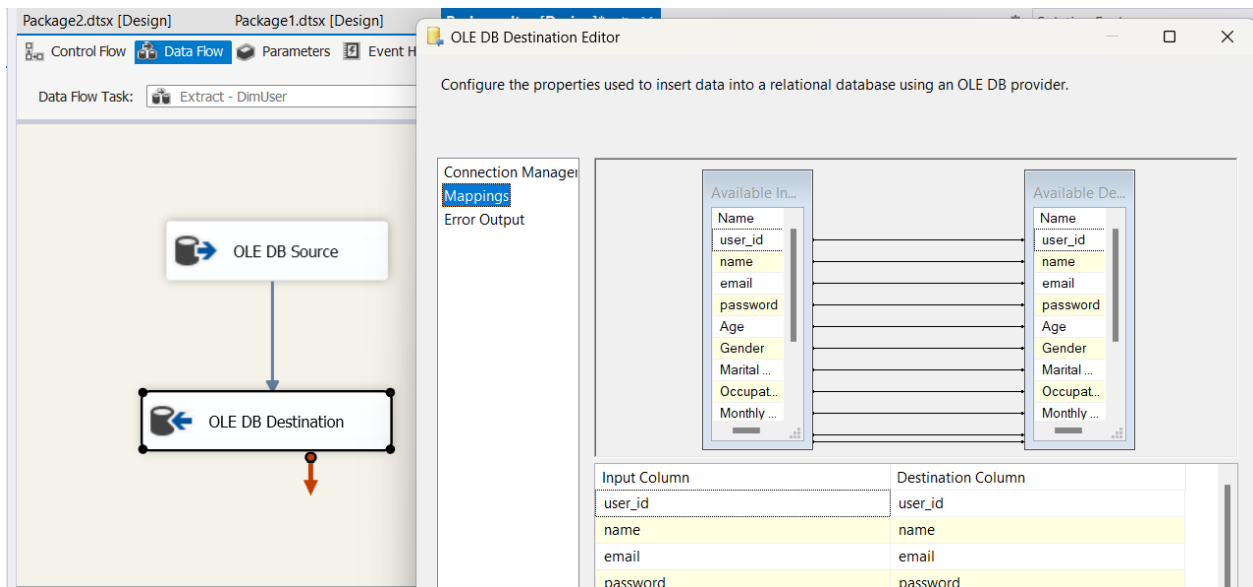 Package2.dtsx [Design] Package1.dtsx [Design]
Control Flow Data Flow Parameters Event H
Data Flow Task: Extract - DimUser
OLE DB Source
OLE DB Destination
OLE DB Destination Editor
Configure the properties used to insert data into a relational database using an OLE DB provider.
Connection Manager
Mappings
Error Output
Available In...
Name
user_id
name
email
password
Age
Gender
Marital ...
Occupat...
Monthly ...
Available De...
Name
user_id
name
email
password
Age
Gender
Marital ...
Occupat...
Monthly ...
Input Column Destination Column
user_id user_id
name name
email email
password password